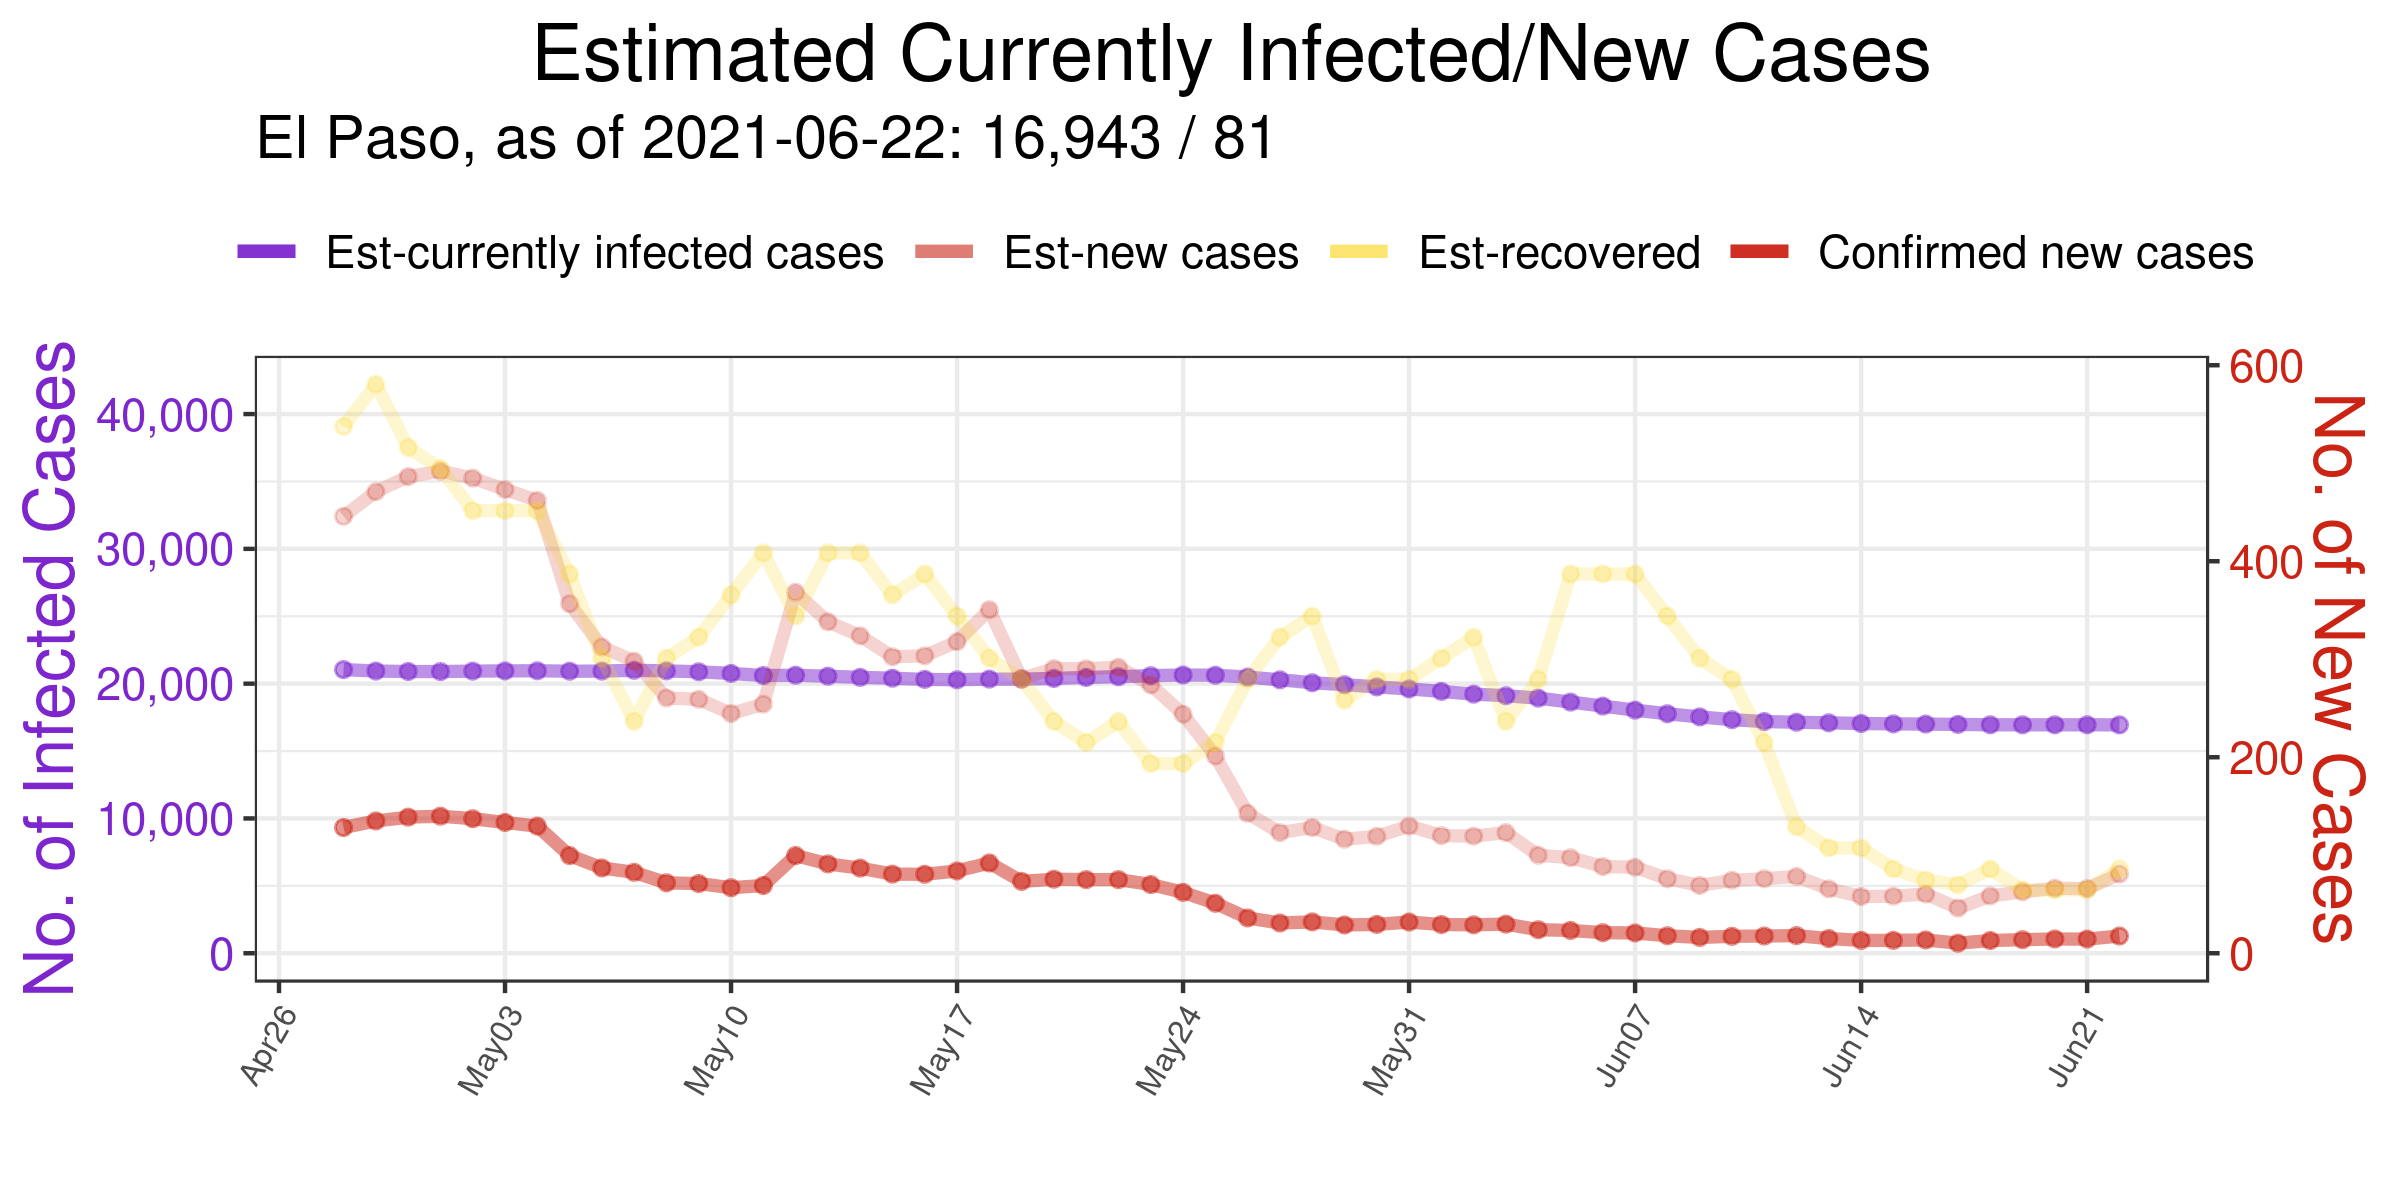 Estimated Currently Infected/New Cases
El Paso, as of 2021-06-22: 16,943 / 81
Est-currently infected cases Est-new cases Est-recovered Confirmed new cases
No. of Infected Cases
40,000
30,000
20,000
10,000
0
600
400
200
0
No. of New Cases
Apr26 May03 May10 May17 May24 May31 Jun07 Jun14 Jun21